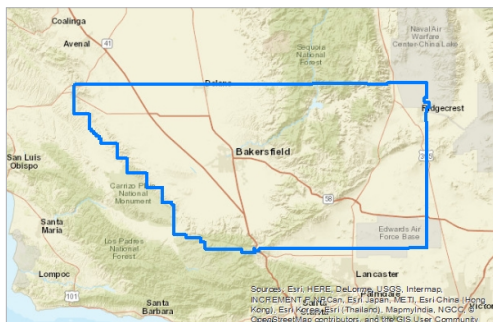 Coalinga
Avenal
41
Naval Air
Warfare
Center China Lake
Sequoia
National
Forest
Delano
Ridgecrest
San Luis
Obispo
Bakersfield
395
Carrizo Plain
National
Monument
58
Santa
Maria
Edwards Air
Force Base
Los Padres
National
Forest
Lompoc
101
Santa
Barbara
Lancaster
Palmdale
Santa
Sources: Esri, HERE, DeLorme, USGS, Intermap,
INCREMENT P, NRCan, Esri Japan, METI, Esri China (Hong
Kong), Esri Korea, Esri (Thailand), MapmyIndia, NGCC, ©
OpenStreetMap contributors, and the GIS User Community